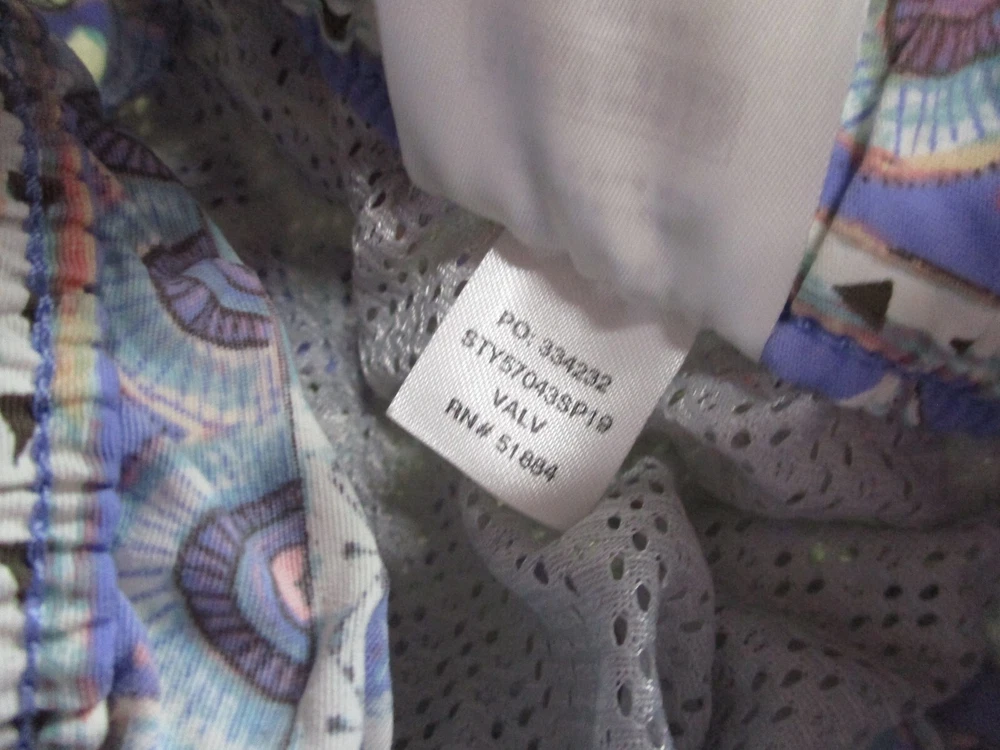 PO: 334232
STY57043SP19
VALV
RN# 51884